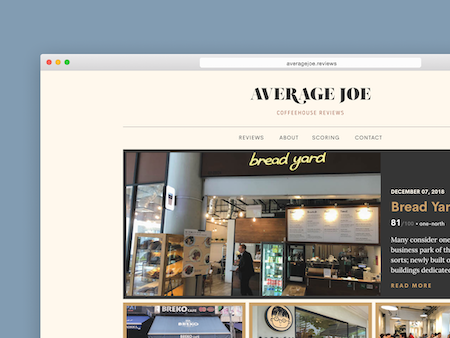 averagejoe.reviews
AVERAGE JOE
COFFEEHOUSE REVIEWS
REVIEWS ABOUT SCORING CONTACT
bread yard
DECEMBER 07, 2018
Bread Yar
81/100 • one-north
Many consider one
business park of th
sorts; newly built o
buildings dedicated
READ MORE
BREKO CAFE